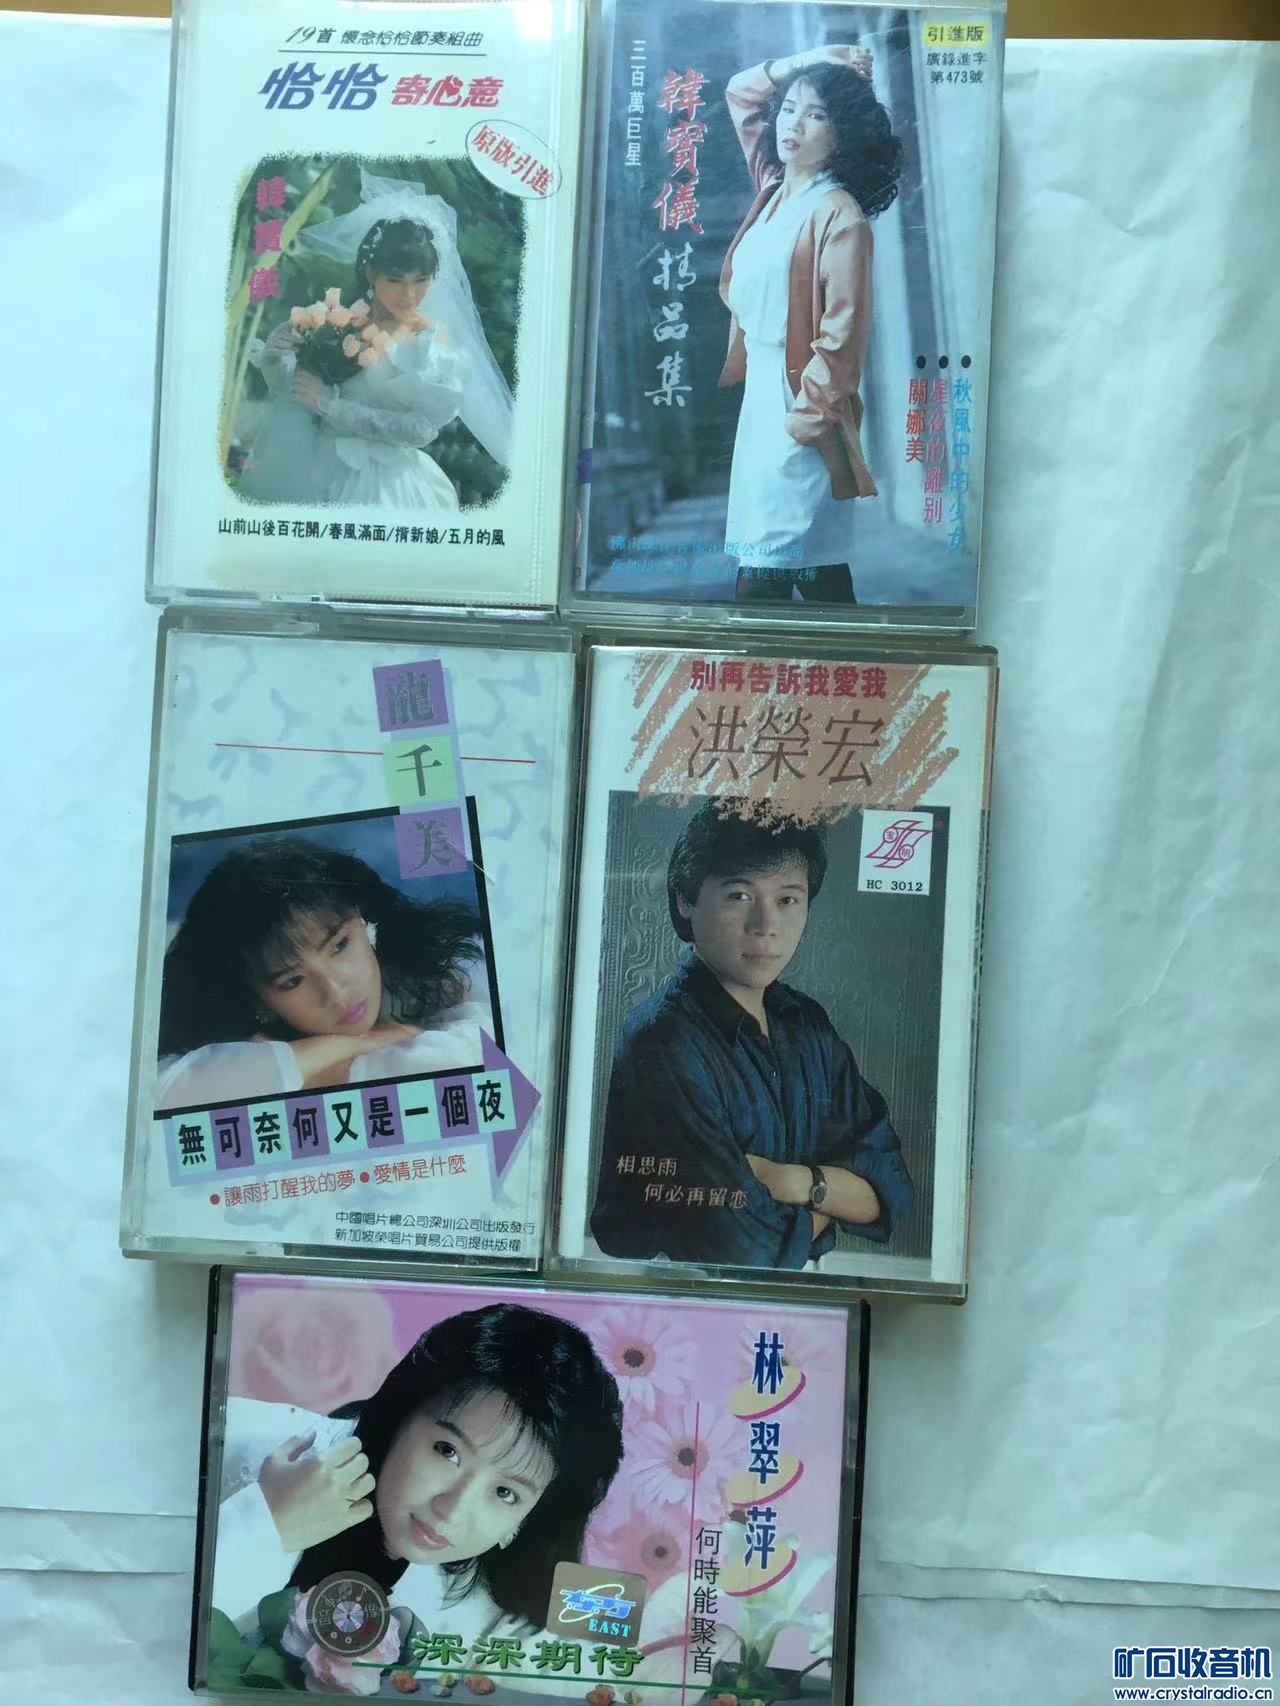 19首 懷念恰恰節奏組曲
恰恰 寄心意
原版引進
韓寶儀
山前山後百花開/春風滿面/揹新娘/五月的風
引進版
廣錄進字
第473號
三百萬巨星
韓寶儀精品集
秋風中的少女
星夜的離別
關娜美
龍千美
無可奈何又是一個夜
●讓雨打醒我的夢●愛情是什麼
中國唱片總公司深圳公司出版發行
新加坡榮唱片貿易公司提供版權
別再告訴我愛我
洪榮宏
HC 3012
相思雨
何必再留恋
林翠萍
何時能聚首
EAST
深深期待
矿石收音机
www.crystalradio.cn